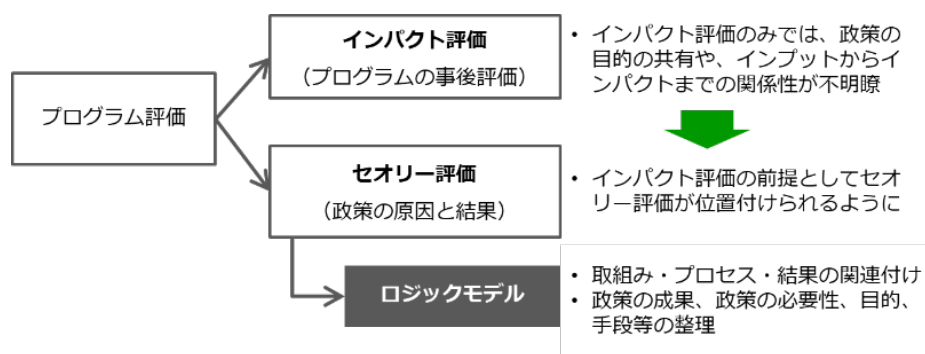 プログラム評価
インパクト評価
（プログラムの事後評価）
• インパクト評価のみでは、政策の
目的の共有や、インプットからイ
ンパクトまでの関係性が不明瞭
セオリー評価
（政策の原因と結果）
• インパクト評価の前提としてセオ
リー評価が位置付けられるように
ロジックモデル
• 取組み・プロセス・結果の関連付け
• 政策の成果、政策の必要性、目的、
手段等の整理